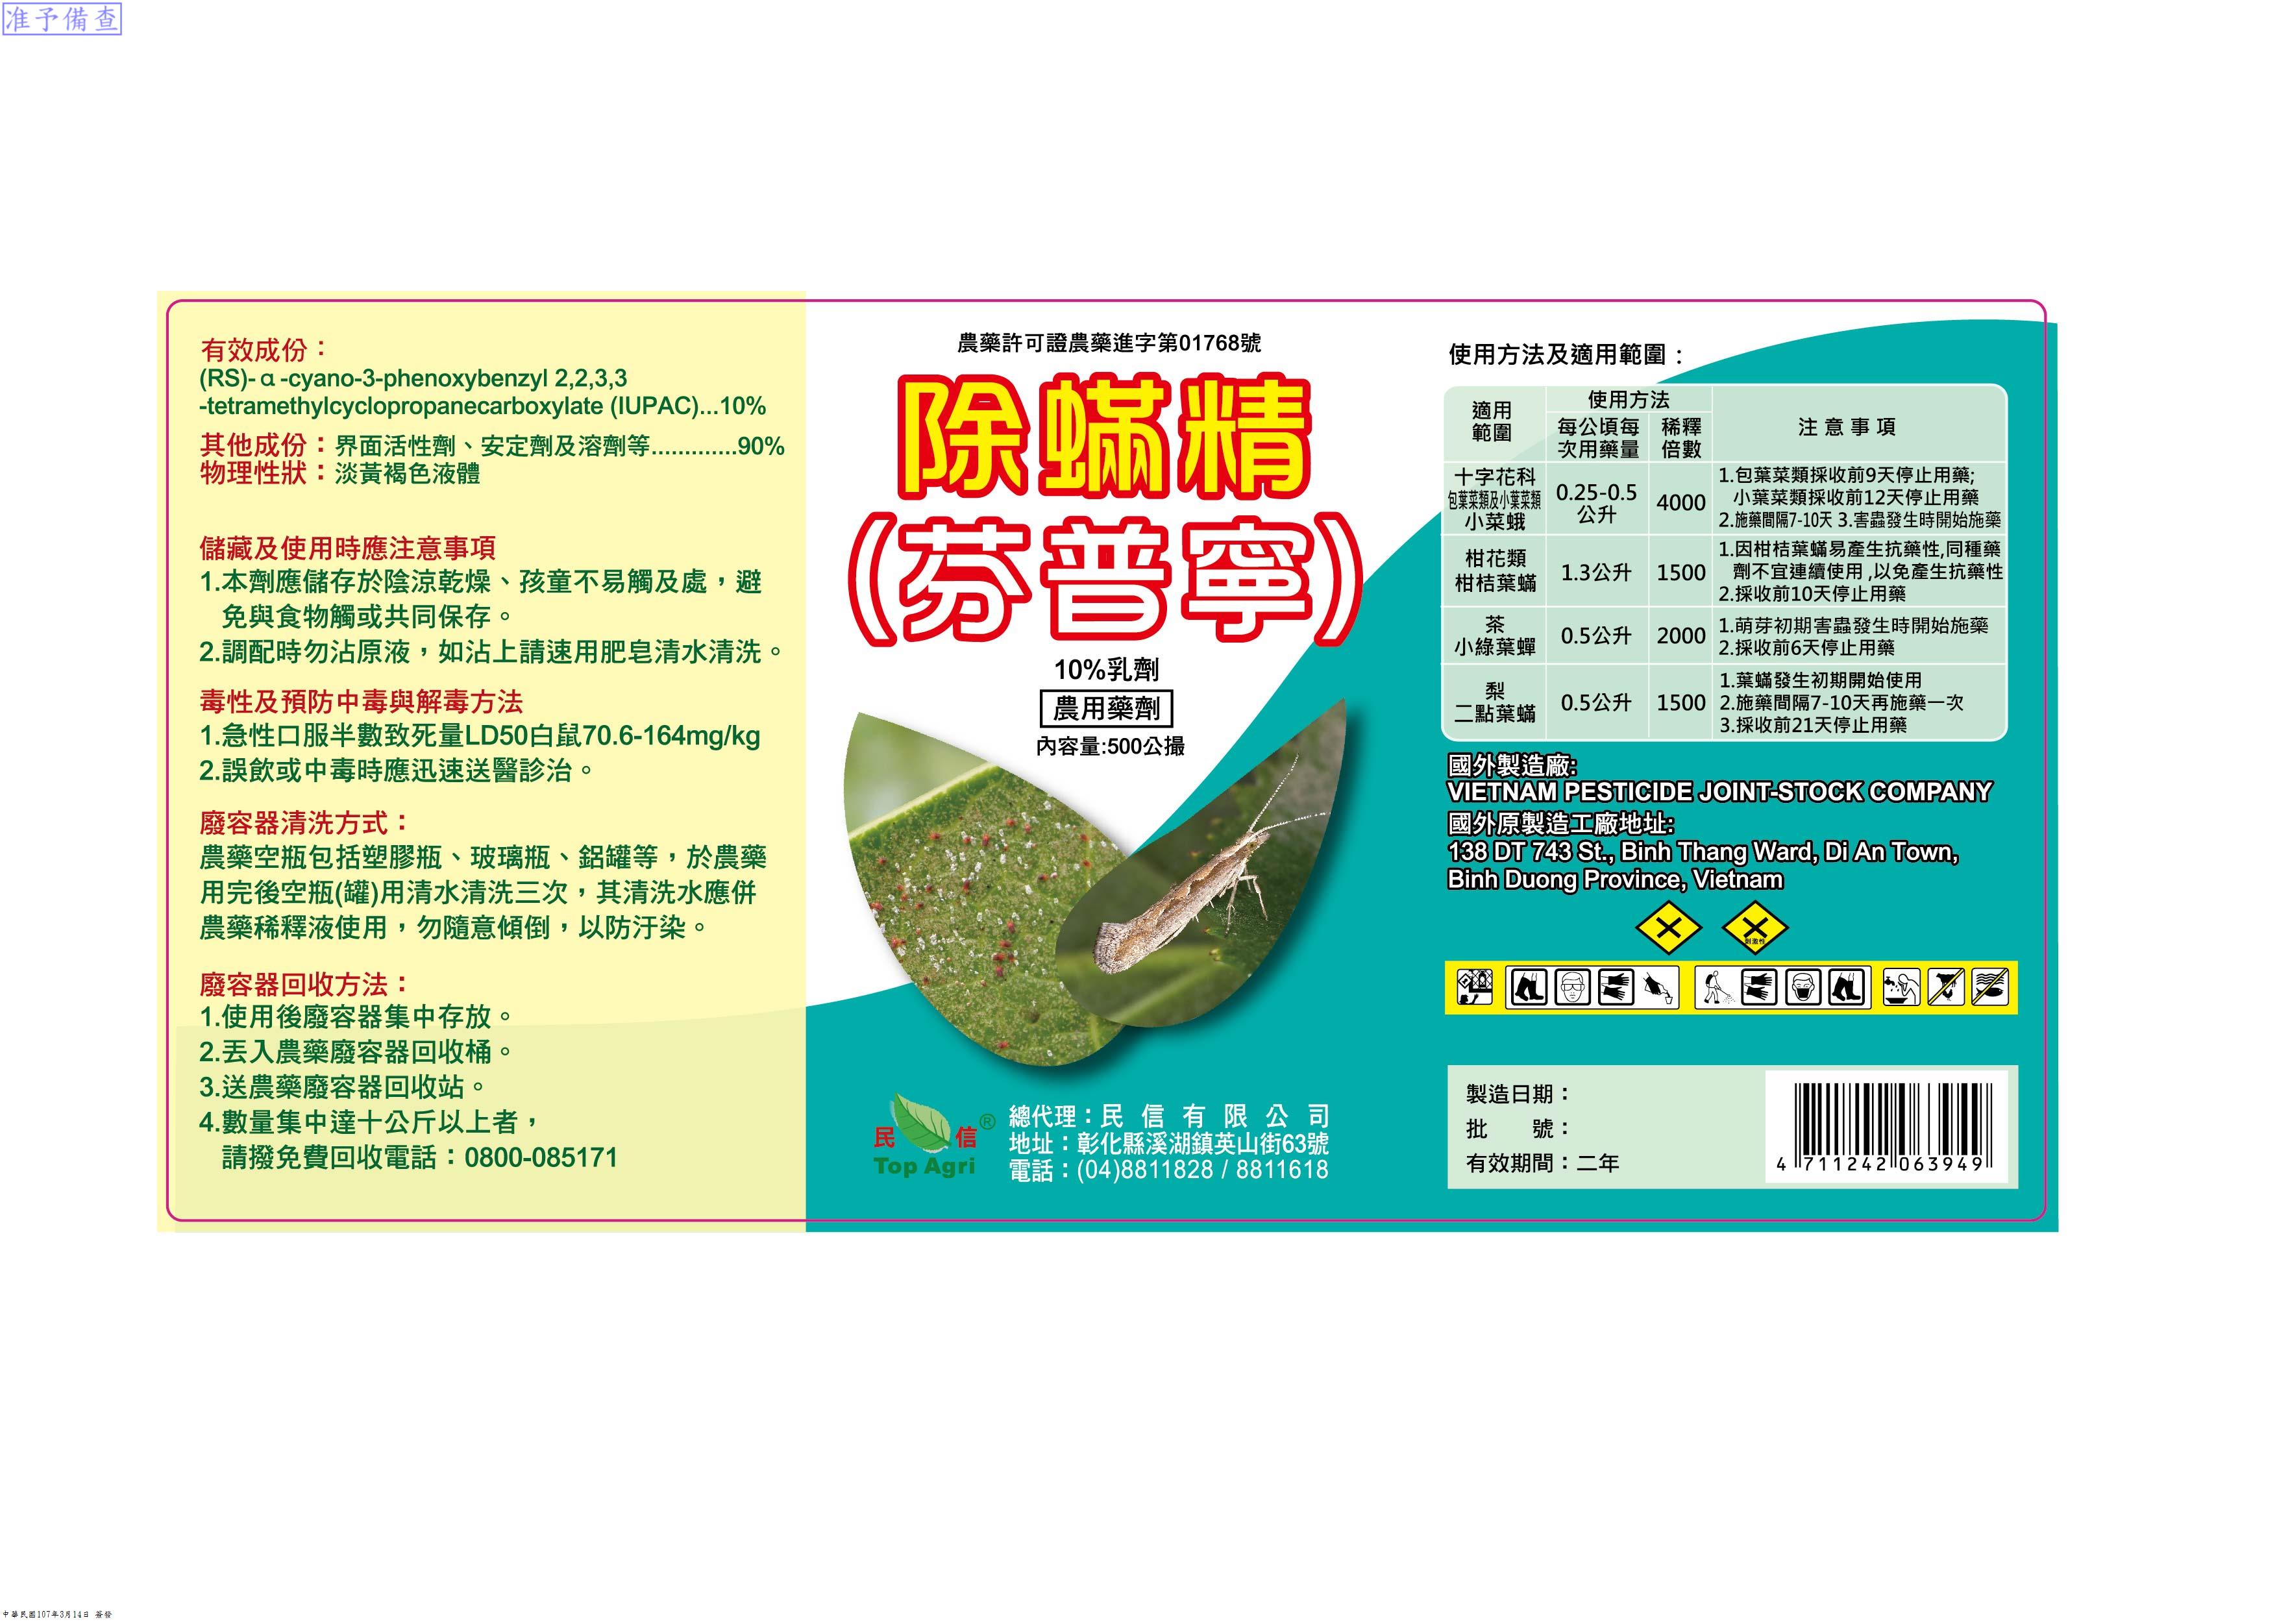 准予備查
有效成份：
(RS)-α-cyano-3-phenoxybenzyl 2,2,3,3
-tetramethylcyclopropanecarboxylate (IUPAC)...10%
其他成份：界面活性劑、安定劑及溶劑等.............90%
物理性狀：淡黃褐色液體
儲藏及使用時應注意事項
1.本劑應儲存於陰涼乾燥、孩童不易觸及處，避
免與食物觸或共同保存。
2.調配時勿沾原液，如沾上請速用肥皂清水清洗。
毒性及預防中毒與解毒方法
1.急性口服半數致死量LD50白鼠70.6-164mg/kg
2.誤飲或中毒時應迅速送醫診治。
廢容器清洗方式：
農藥空瓶包括塑膠瓶、玻璃瓶、鋁罐等，於農藥
用完後空瓶(罐)用清水清洗三次，其清洗水應併
農藥稀釋液使用，勿隨意傾倒，以防汙染。
廢容器回收方法：
1.使用後廢容器集中存放。
2.丟入農藥廢容器回收桶。
3.送農藥廢容器回收站。
4.數量集中達十公斤以上者，
請撥免費回收電話：0800-085171
農藥許可證農藥進字第01768號
除蟎精
(芬普寧)
10%乳劑
農用藥劑
內容量:500公撮
民信®
Top Agri
總代理：民信有限公司
地址：彰化縣溪湖鎮英山街63號
電話：(04)8811828 / 8811618
使用方法及適用範圍：
適用
範圍
使用方法
每公頃每
次用藥量
稀釋
倍數
注意事項
十字花科
包葉菜類及小葉菜類
小菜蛾
0.25-0.5
公升
4000
1.包葉菜類採收前9天停止用藥;
小葉菜類採收前12天停止用藥
2.施藥間隔7-10天 3.害蟲發生時開始施藥
柑花類
柑桔葉蟎
1.3公升
1500
1.因柑桔葉蟎易產生抗藥性,同種藥
劑不宜連續使用,以免產生抗藥性
2.採收前10天停止用藥
茶
小綠葉蟬
0.5公升
2000
1.萌芽初期害蟲發生時開始施藥
2.採收前6天停止用藥
梨
二點葉蟎
0.5公升
1500
1.葉蟎發生初期開始使用
2.施藥間隔7-10天再施藥一次
3.採收前21天停止用藥
國外製造廠:
VIETNAM PESTICIDE JOINT-STOCK COMPANY
國外原製造工廠地址:
138 DT 743 St., Binh Thang Ward, Di An Town,
Binh Duong Province, Vietnam
刺激性
製造日期：
批　　號：
有效期間：二年
4 711242 063949
中華民國107年3月14日 簽發